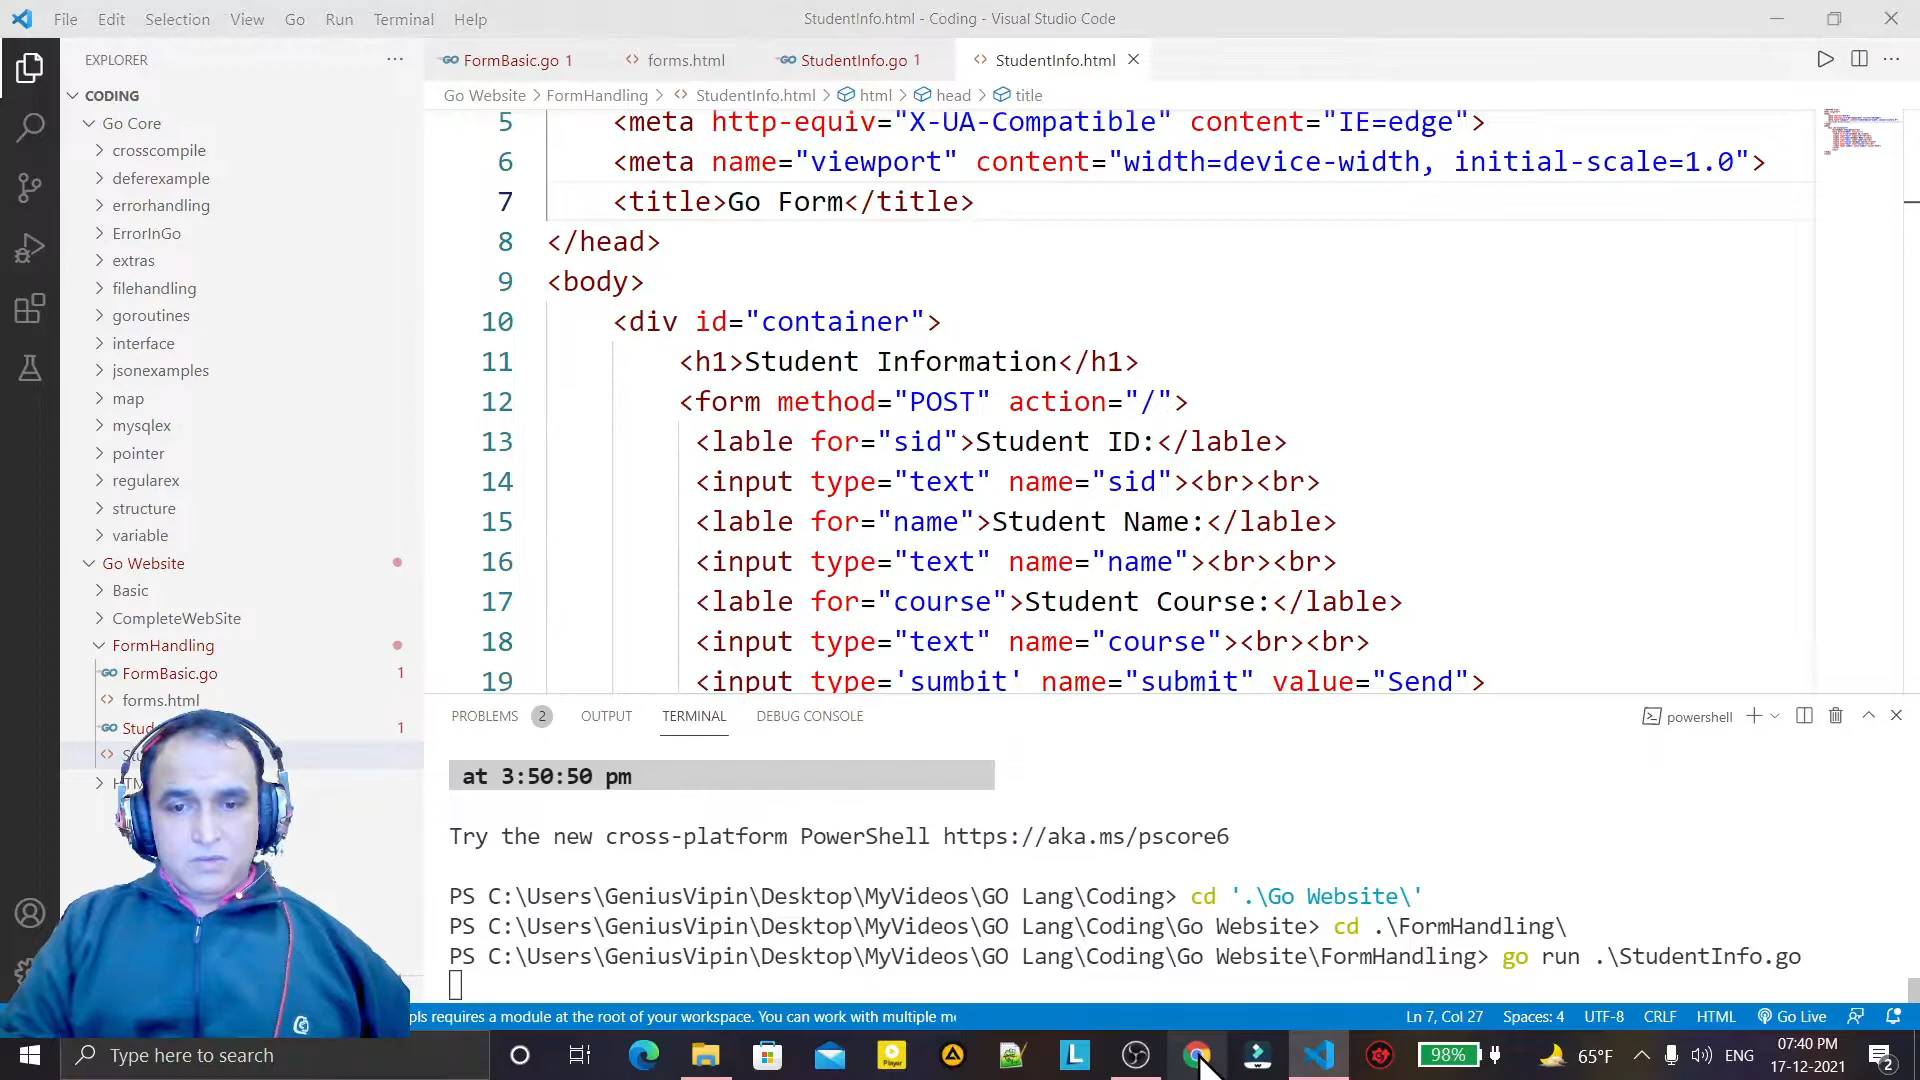 File Edit Selection View Go Run Terminal Help
StudentInfo.html - Coding - Visual Studio Code
EXPLORER
FormBasic.go 1
forms.html
StudentInfo.go 1
StudentInfo.html
CODING
Go Website > FormHandling > StudentInfo.html > html > head > title
Go Core
crosscompile
deferexample
errorhandling
ErrorInGo
extras
filehandling
goroutines
interface
jsonexamples
map
mysqlex
pointer
regularex
structure
variable
Go Website
Basic
CompleteWebSite
FormHandling
FormBasic.go 1
forms.html
1
5 <meta http-equiv="X-UA-Compatible" content="IE=edge">
6 <meta name="viewport" content="width=device-width, initial-scale=1.0">
7 <title>Go Form</title>
8 </head>
9 <body>
10 <div id="container">
11 <h1>Student Information</h1>
12 <form method="POST" action="/">
13 <lable for="sid">Student ID:</lable>
14 <input type="text" name="sid"><br><br>
15 <lable for="name">Student Name:</lable>
16 <input type="text" name="name"><br><br>
17 <lable for="course">Student Course:</lable>
18 <input type="text" name="course"><br><br>
19 <input type='sumbit' name="submit" value="Send">
PROBLEMS 2 OUTPUT TERMINAL DEBUG CONSOLE
powershell
at 3:50:50 pm
Try the new cross-platform PowerShell https://aka.ms/pscore6
PS C:\Users\GeniusVipin\Desktop\MyVideos\GO Lang\Coding> cd '.\Go Website\'
PS C:\Users\GeniusVipin\Desktop\MyVideos\GO Lang\Coding\Go Website> cd .\FormHandling\
PS C:\Users\GeniusVipin\Desktop\MyVideos\GO Lang\Coding\Go Website\FormHandling> go run .\StudentInfo.go
requires a module at the root of your workspace. You can work with multiple
Ln 7, Col 27 Spaces: 4 UTF-8 CRLF HTML Go Live
Type here to search
98%
65°F
ENG
07:40 PM
17-12-2021
2